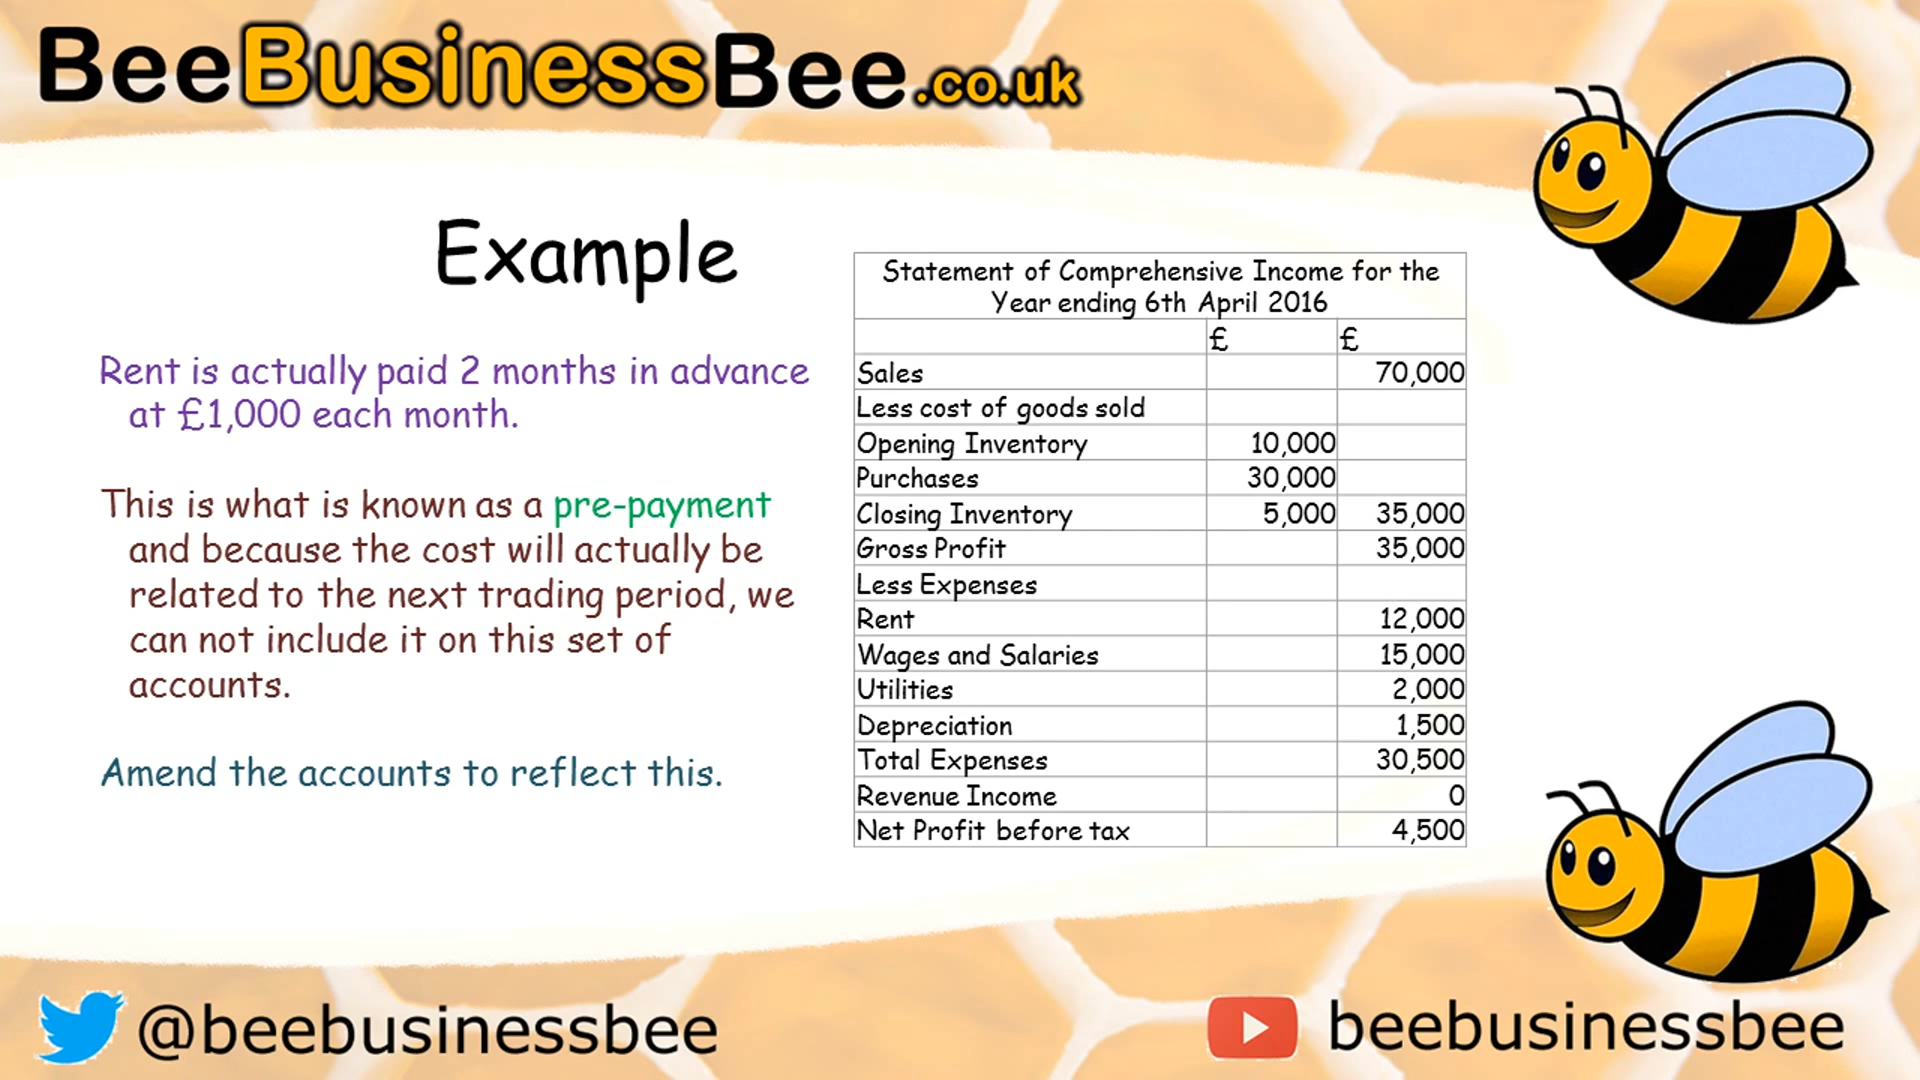 BeeBusinessBee.co.uk
Example
Rent is actually paid 2 months in advance
at £1,000 each month.
This is what is known as a pre-payment
and because the cost will actually be
related to the next trading period, we
can not include it on this set of
accounts.
Amend the accounts to reflect this.
Statement of Comprehensive Income for the
Year ending 6th April 2016
£ £
Sales 70,000
Less cost of goods sold
Opening Inventory 10,000
Purchases 30,000
Closing Inventory 5,000 35,000
Gross Profit 35,000
Less Expenses
Rent 12,000
Wages and Salaries 15,000
Utilities 2,000
Depreciation 1,500
Total Expenses 30,500
Revenue Income 0
Net Profit before tax 4,500
@beebusinessbee
beebusinessbee